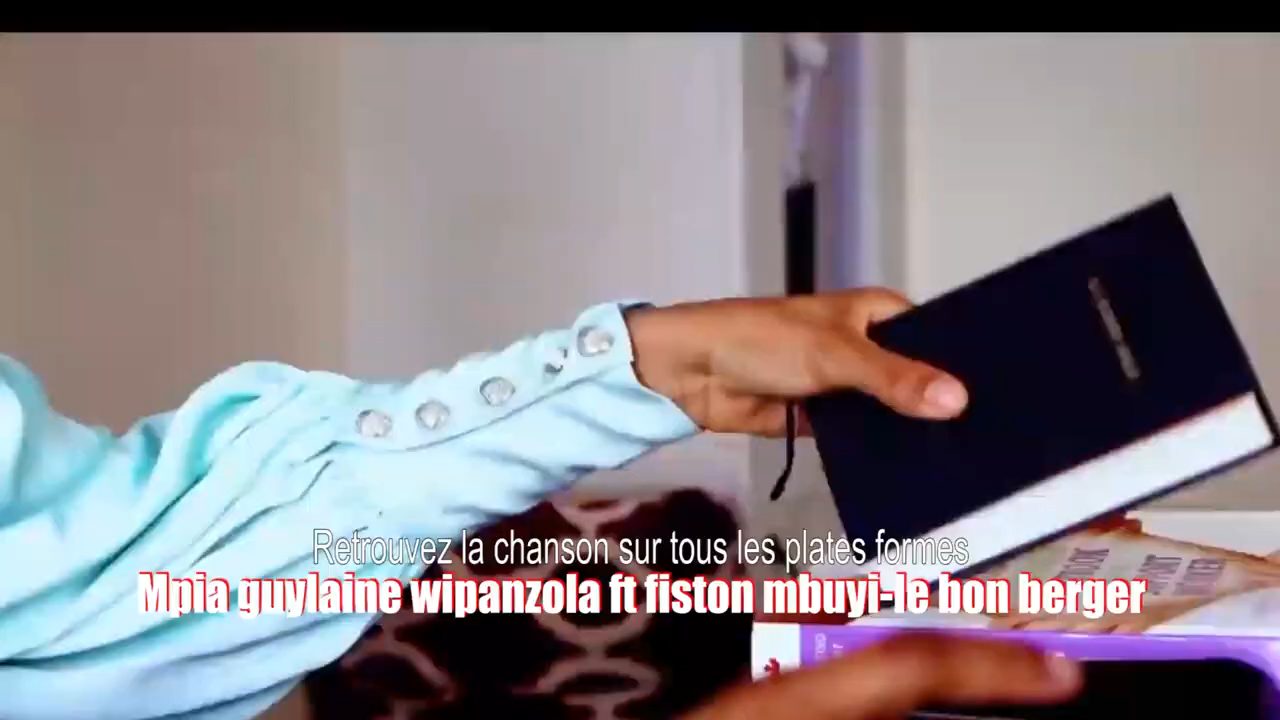 Retrouvez la chanson sur tous les plates formes
Mpia guylaine wipanzola ft fiston mbuyi-le bon berger